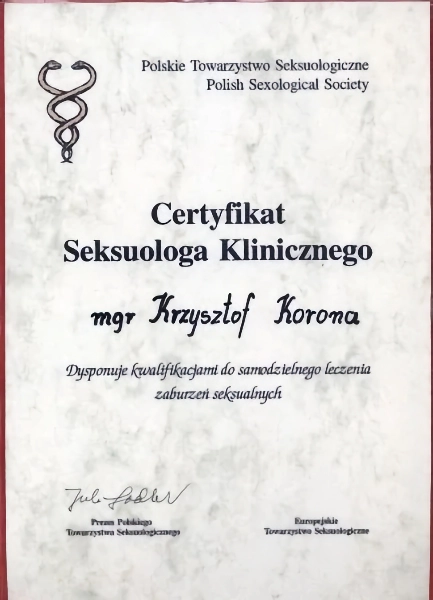 Polskie Towarzystwo Seksuologiczne
Polish Sexological Society
Certyfikat
Seksuologa Klinicznego
mgr Krzysztof Korona
Dysponuje kwalifikacjami do samodzielnego leczenia
zaburzeń seksualnych
Prezes Polskiego
Towarzystwa Seksuologicznego
Europejskie
Towarzystwo Seksuologiczne